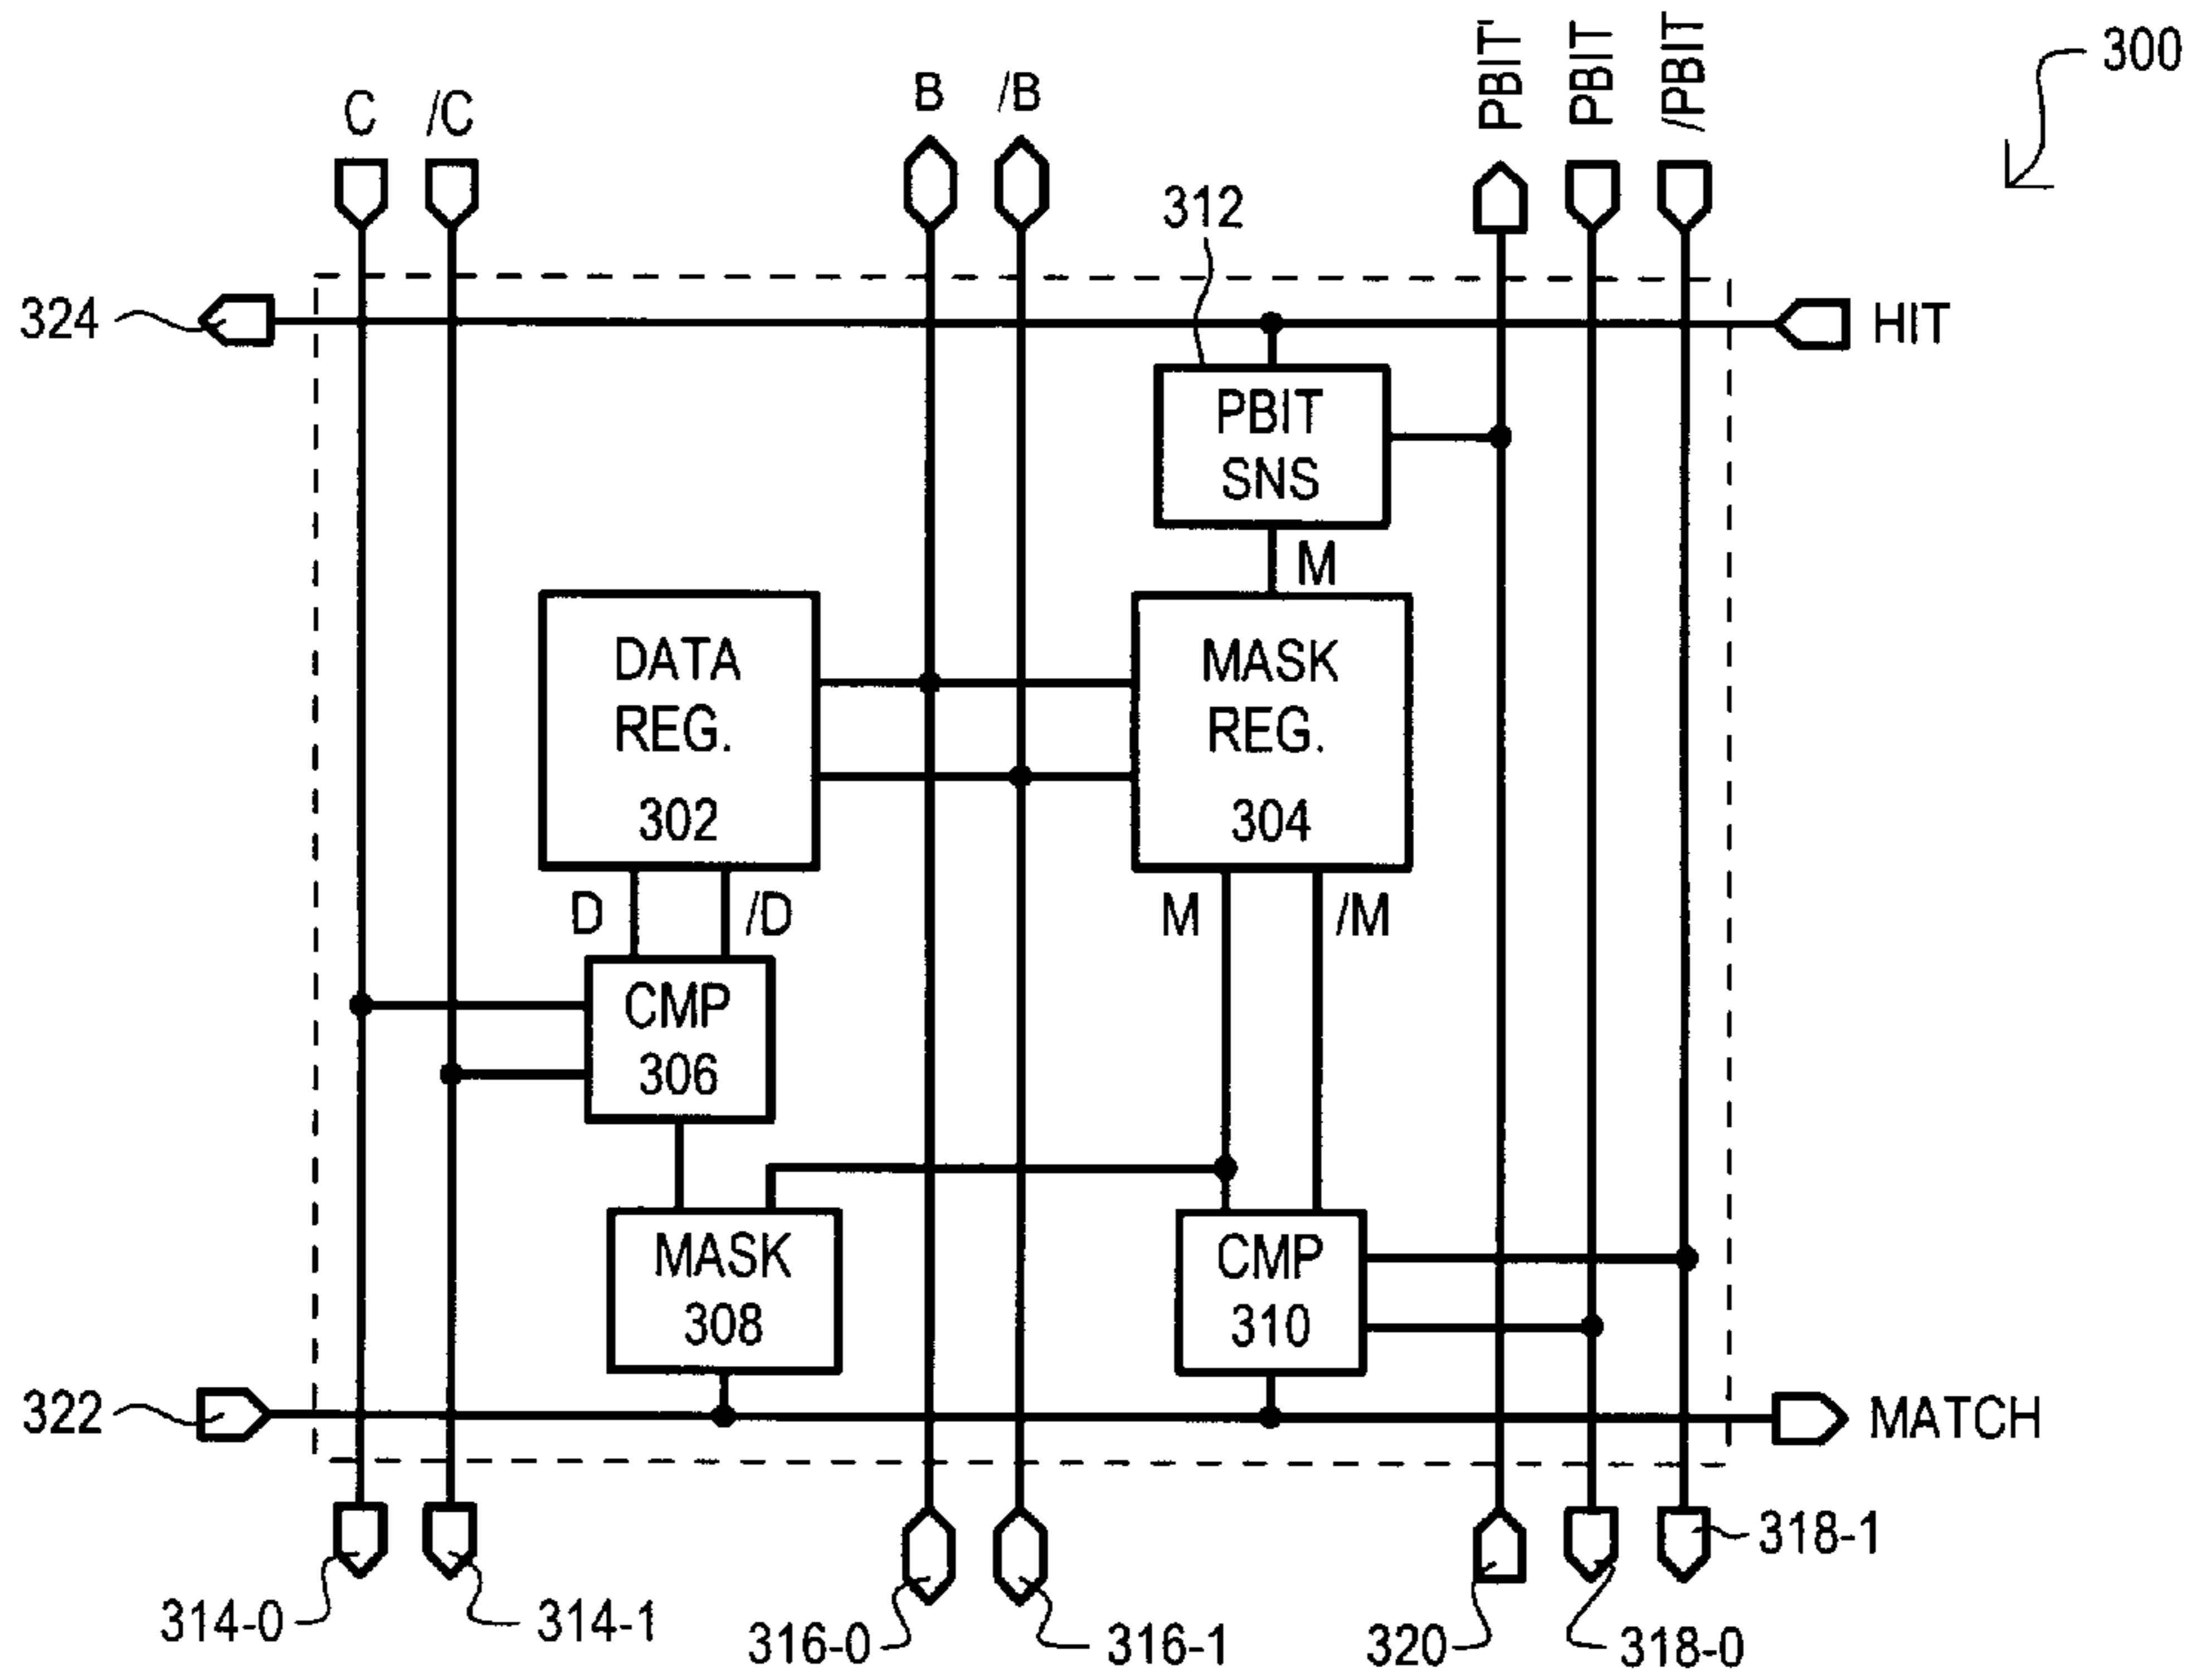 300
C
/C
B
/B
PBIT
PBIT
/PBIT
312
324
HIT
PBIT
SNS
M
DATA
REG.
302
MASK
REG.
304
D
/D
M
/M
CMP
306
MASK
308
CMP
310
322
MATCH
314-0
314-1
316-0
316-1
320
318-0
318-1